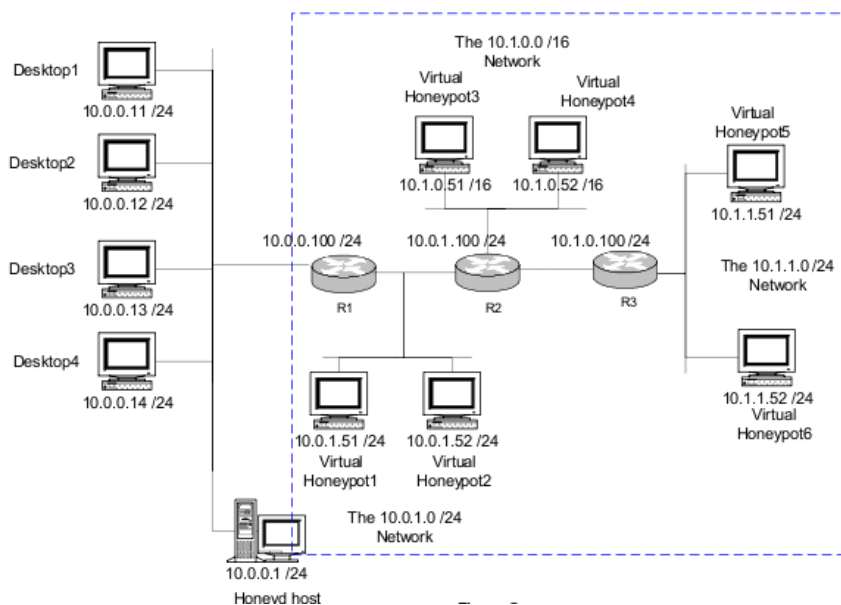 The 10.1.0.0 /16
Network
Desktop1
10.0.0.11 /24
Virtual
Honeypot3
Virtual
Honeypot4
10.1.0.51 /16
10.1.0.52 /16
Virtual
Honeypot5
10.1.1.51 /24
Desktop2
10.0.0.12 /24
10.0.0.100 /24
10.0.1.100 /24
10.1.0.100 /24
R1
R2
R3
The 10.1.1.0 /24
Network
Desktop3
10.0.0.13 /24
Desktop4
10.0.0.14 /24
10.1.1.52 /24
Virtual
Honeypot6
10.0.1.51 /24
Virtual
Honeypot1
10.0.1.52 /24
Virtual
Honeypot2
The 10.0.1.0 /24
Network
10.0.0.1 /24
Honeyd host